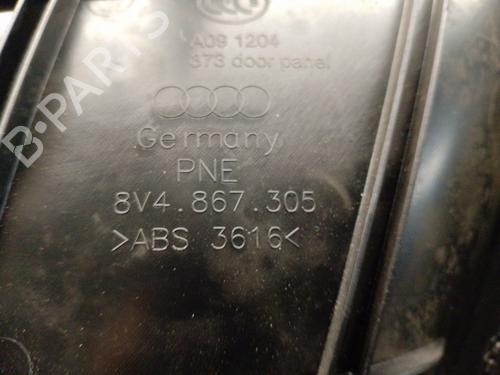 A09 1204
373 door panel
Germany
PNE
8V4.867.305
>ABS 3616<
B-PARTS